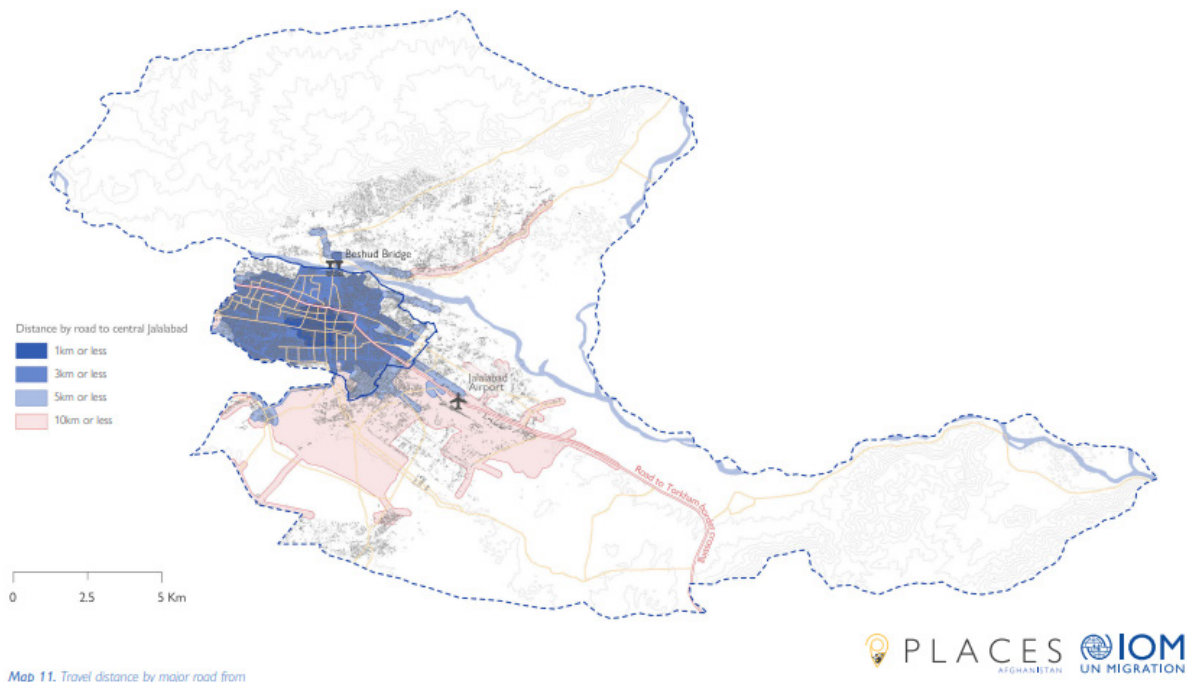 Beshud Bridge
Distance by road to central Jalalabad
1km or less
3km or less
5km or less
10km or less
Jalalabad
Airport
Road to Torkham border crossing
0 2.5 5 Km
PLACES
AFGHANISTAN
IOM
UN MIGRATION
Map 11. Travel distance by major road from